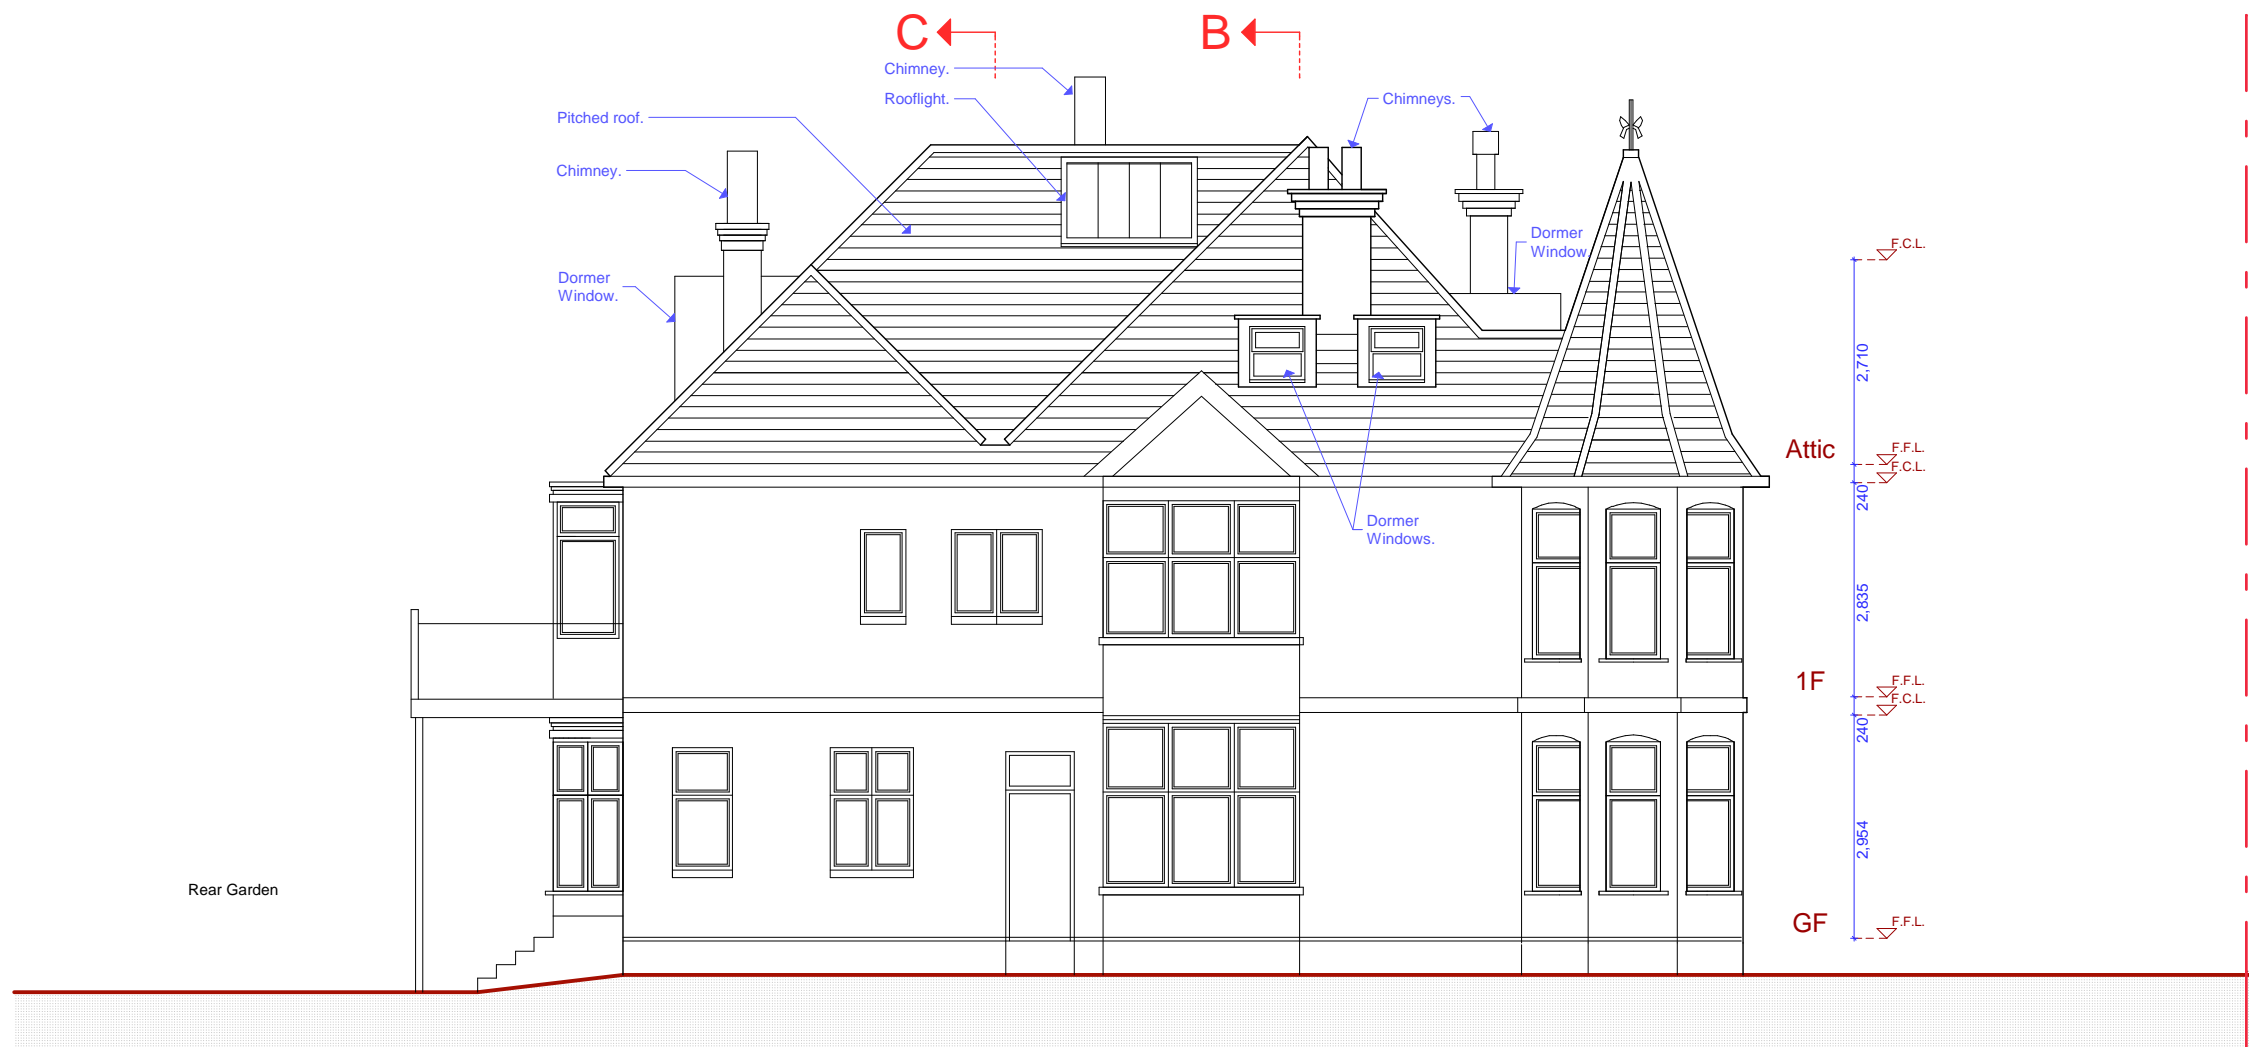 C
B
Chimney.
Rooflight.
Chimneys.
Pitched roof.
Chimney.
Dormer
Window.
Dormer
Window.
F.C.L.
2,710
Attic
F.F.L.
F.C.L.
240
Dormer
Windows.
2,835
1F
F.F.L.
F.C.L.
240
2,954
Rear Garden
GF
F.F.L.